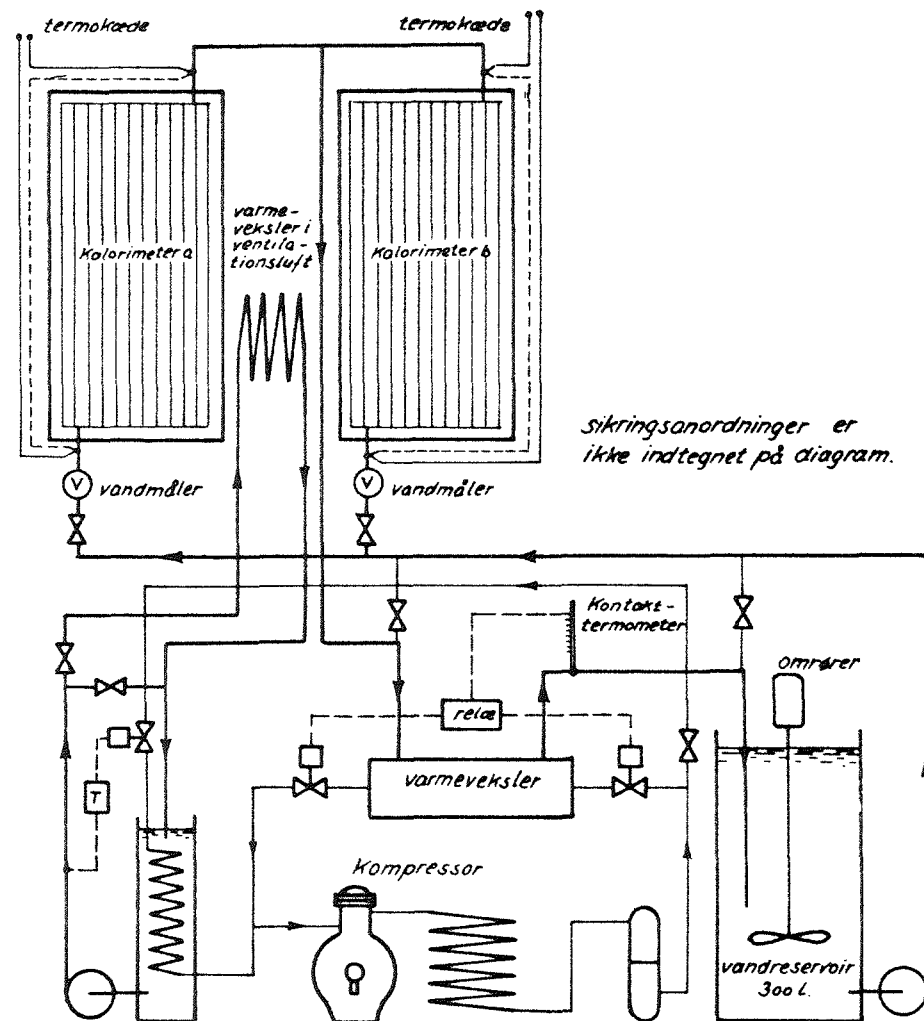 termokæde
termokæde
varme-
veksler i
ventila-
tionsluft
Kalorimeter a
Kalorimeter b
sikringsanordninger er
ikke indtegnet på diagram.
V
vandmåler
V
vandmåler
Kontakt-
termometer
omrører
relæ
varmeveksler
T
Kompressor
vandreservoir
300 l.